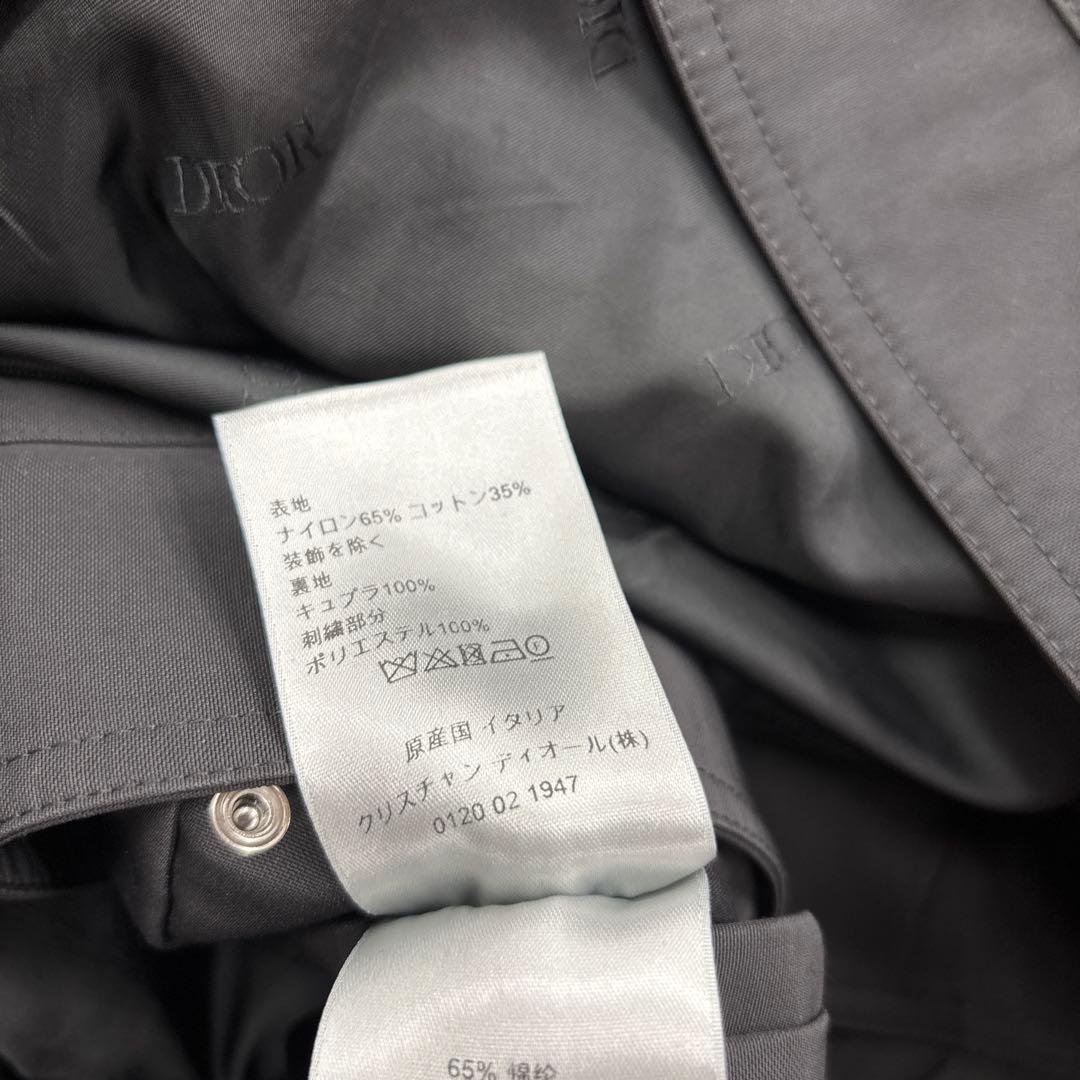 DIOR
DIOR
表地
ナイロン65% コットン35%
装飾を除く
裏地
キュプラ100%
刺繍部分
ポリエステル100%
原産国 イタリア
クリスチャン ディオール(株)
0120 02 1947
65% 锦纶